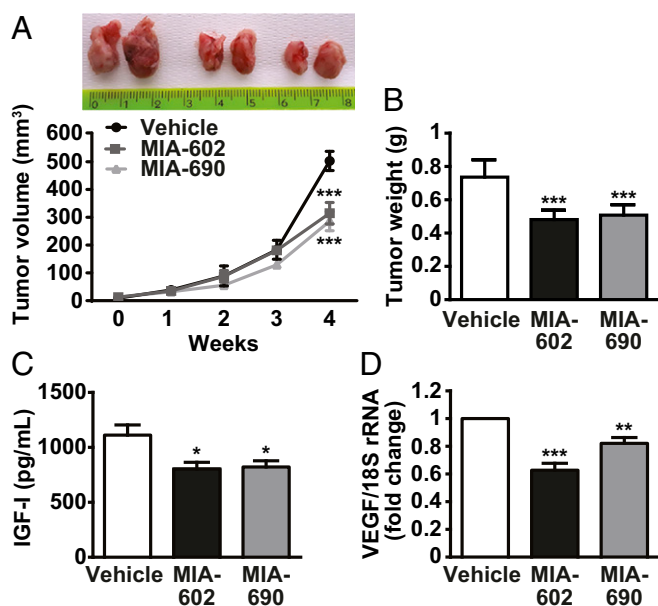 A
0 1 2 3 4 5 6 7 8
Tumor volume (mm³)
600
500
400
300
200
100
0
Vehicle
MIA-602
MIA-690
***
***
0 1 2 3 4
Weeks
B
Tumor weight (g)
1
0.8
0.6
0.4
0.2
0
*** ***
Vehicle MIA- MIA-
602 690
C
IGF-I (pg/mL)
1500
1000
500
0
* *
Vehicle MIA- MIA-
602 690
D
VEGF/18S rRNA
(fold change)
1.2
1
0.8
0.6
0.4
0.2
0
*** **
Vehicle MIA- MIA-
602 690